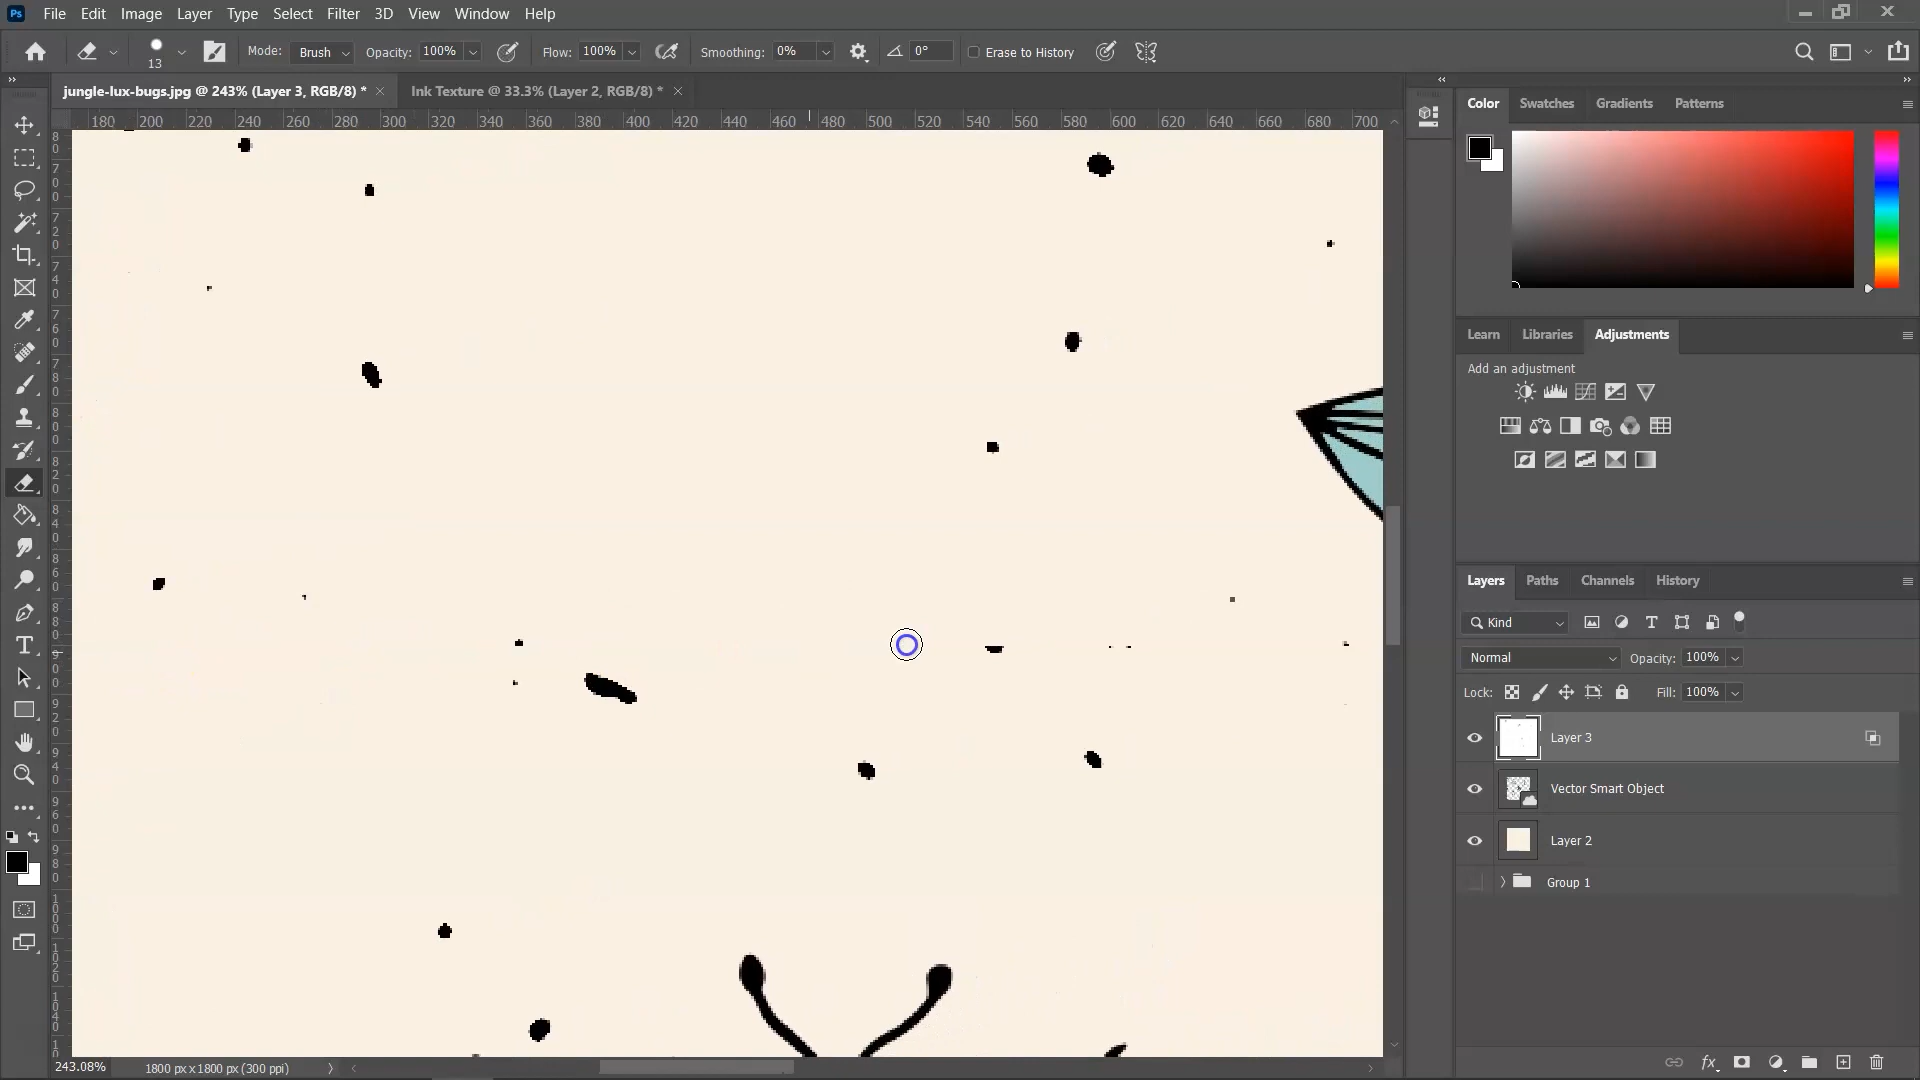 Ps File Edit Image Layer Type Select Filter 3D View Window Help
13 Mode: Brush Opacity: 100% Flow: 100% Smoothing: 0% 0° Erase to History
jungle-lux-bugs.jpg @ 243% (Layer 3, RGB/8) * Ink Texture @ 33.3% (Layer 2, RGB/8) *
180 200 220 240 260 280 300 320 340 360 380 400 420 440 460 480 500 520 540 560 580 600 620 640 660 680 700
Color Swatches Gradients Patterns
Learn Libraries Adjustments
Add an adjustment
Layers Paths Channels History
Kind
Normal Opacity: 100%
Lock: Fill: 100%
Layer 3
Vector Smart Object
Layer 2
Group 1
243.08% 1800 px x 1800 px (300 ppi)